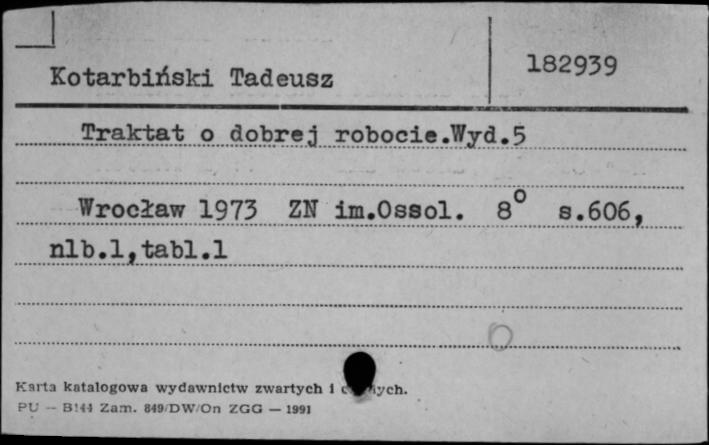 Kotarbiński Tadeusz
182939
Traktat o dobrej robocie.Wyd.5
Wrocław 1973 ZN im.Ossol. 8° s.606,
nlb.1,tabl.1
Karta katalogowa wydawnictw zwartych i
PU — B144 Zam. 849/DW/On ZGG — 1991